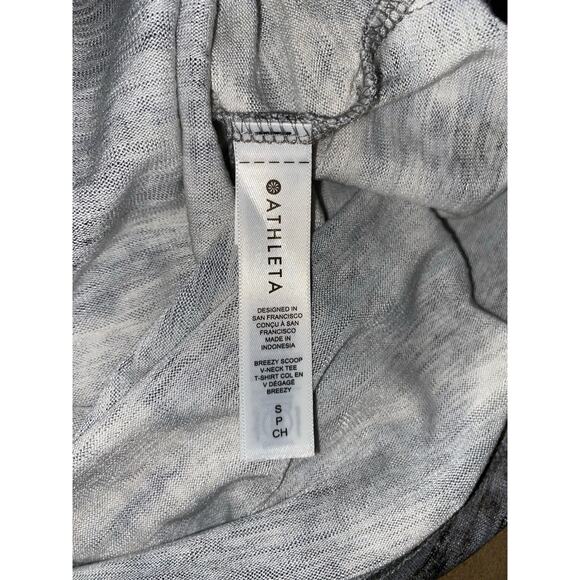 ATHLETA
DESIGNED IN
SAN FRANCISCO
CONÇU À SAN
FRANCISCO
MADE IN
INDONESIA
BREEZY SCOOP
V-NECK TEE
T-SHIRT COL EN
V DÉGAGÉ
BREEZY
S
P
CH